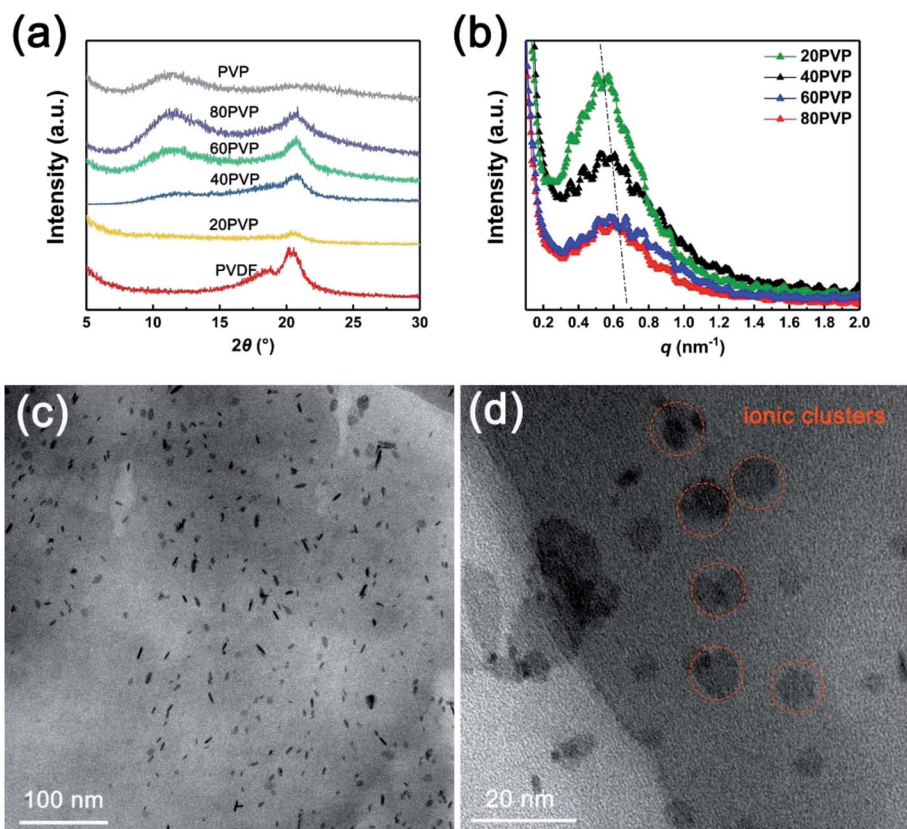 (a)
Intensity (a.u.)
PVP
80PVP
60PVP
40PVP
20PVP
PVDF
5 10 15 20 25 30
2θ (°)
(b)
Intensity (a.u.)
20PVP
40PVP
60PVP
80PVP
0.2 0.4 0.6 0.8 1.0 1.2 1.4 1.6 1.8 2.0
q (nm⁻¹)
(c)
100 nm
(d)
ionic clusters
20 nm